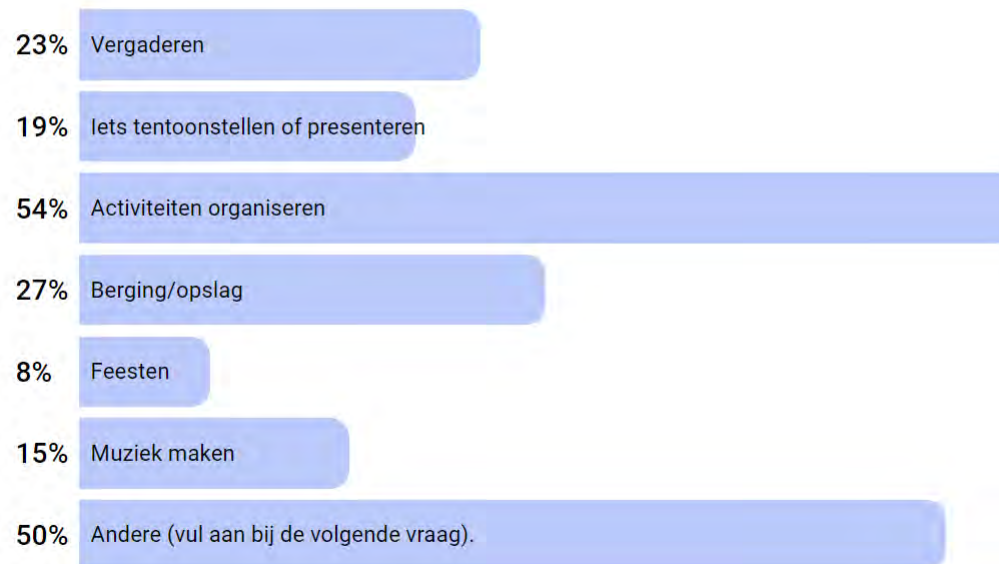 23% Vergaderen
19% Iets tentoonstellen of presenteren
54% Activiteiten organiseren
27% Berging/opslag
8% Feesten
15% Muziek maken
50% Andere (vul aan bij de volgende vraag).